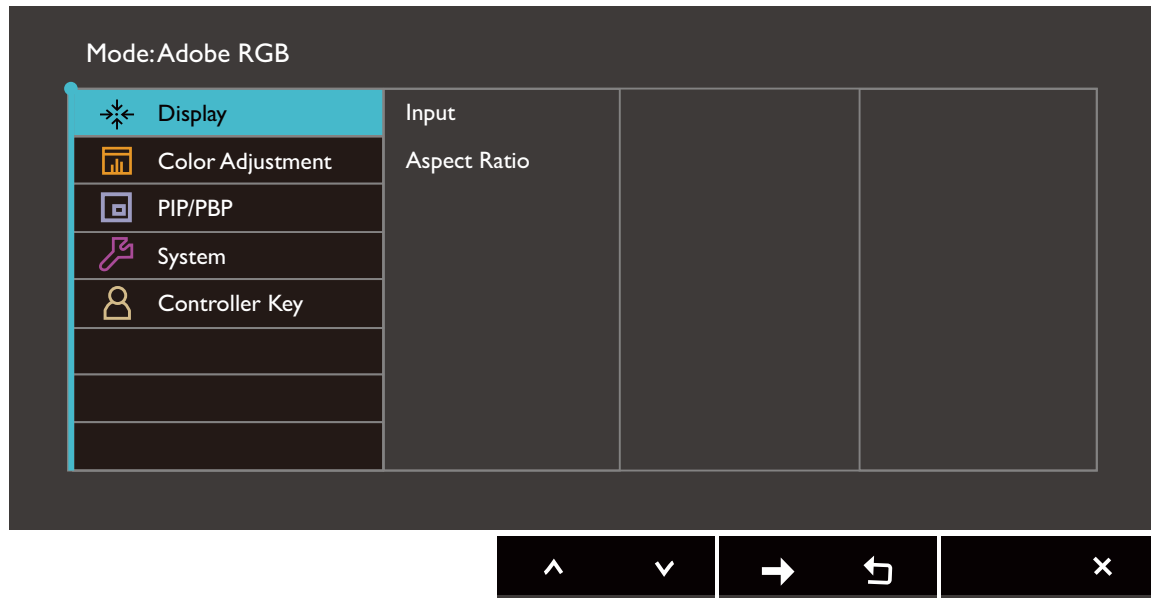 Mode: Adobe RGB
Display
Input
Color Adjustment
Aspect Ratio
PIP/PBP
System
Controller Key